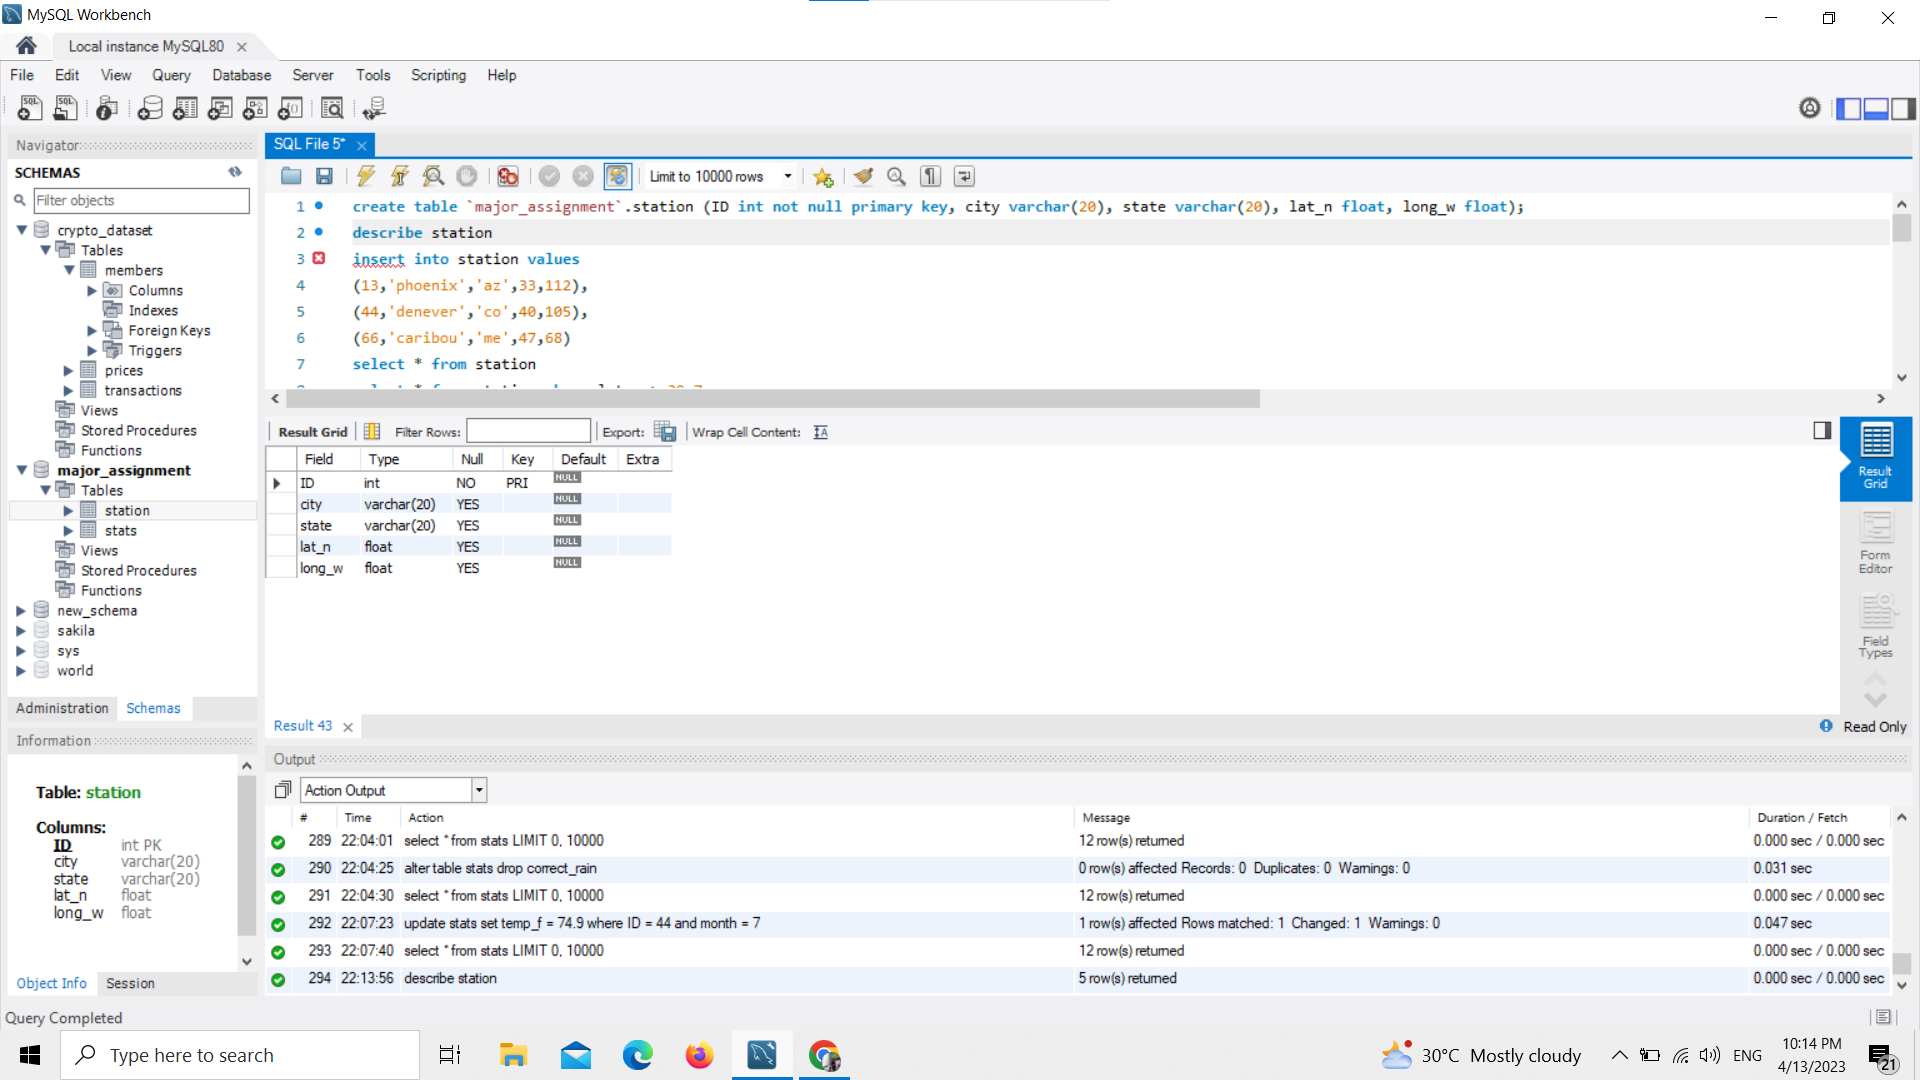 MySQL Workbench
Local instance MySQL80
File Edit View Query Database Server Tools Scripting Help
Navigator
SCHEMAS
Filter objects
crypto_dataset
Tables
members
Columns
Indexes
Foreign Keys
Triggers
prices
transactions
Views
Stored Procedures
Functions
major_assignment
Tables
station
stats
Views
Stored Procedures
Functions
new_schema
sakila
sys
world
Administration Schemas
Information
Table: station
Columns:
ID int PK
city varchar(20)
state varchar(20)
lat_n float
long_w float
Object Info Session
Query Completed
SQL File 5*
Limit to 10000 rows
1 create table `major_assignment`.station (ID int not null primary key, city varchar(20), state varchar(20), lat_n float, long_w float);
2 describe station
3 insert into station values
4 (13,'phoenix','az',33,112),
5 (44,'denever','co',40,105),
6 (66,'caribou','me',47,68)
7 select * from station
Result Grid Filter Rows: Export: Wrap Cell Content:
Field Type Null Key Default Extra
ID int NO PRI NULL
city varchar(20) YES NULL
state varchar(20) YES NULL
lat_n float YES NULL
long_w float YES NULL
Result
Grid
Form
Editor
Field
Types
Result 43
Read Only
Output
Action Output
# Time Action Message Duration / Fetch
289 22:04:01 select * from stats LIMIT 0, 10000 12 row(s) returned 0.000 sec / 0.000 sec
290 22:04:25 alter table stats drop correct_rain 0 row(s) affected Records: 0 Duplicates: 0 Warnings: 0 0.031 sec
291 22:04:30 select * from stats LIMIT 0, 10000 12 row(s) returned 0.000 sec / 0.000 sec
292 22:07:23 update stats set temp_f = 74.9 where ID = 44 and month = 7 1 row(s) affected Rows matched: 1 Changed: 1 Warnings: 0 0.047 sec
293 22:07:40 select * from stats LIMIT 0, 10000 12 row(s) returned 0.000 sec / 0.000 sec
294 22:13:56 describe station 5 row(s) returned 0.000 sec / 0.000 sec
Type here to search
30°C Mostly cloudy
ENG
10:14 PM
4/13/2023
21